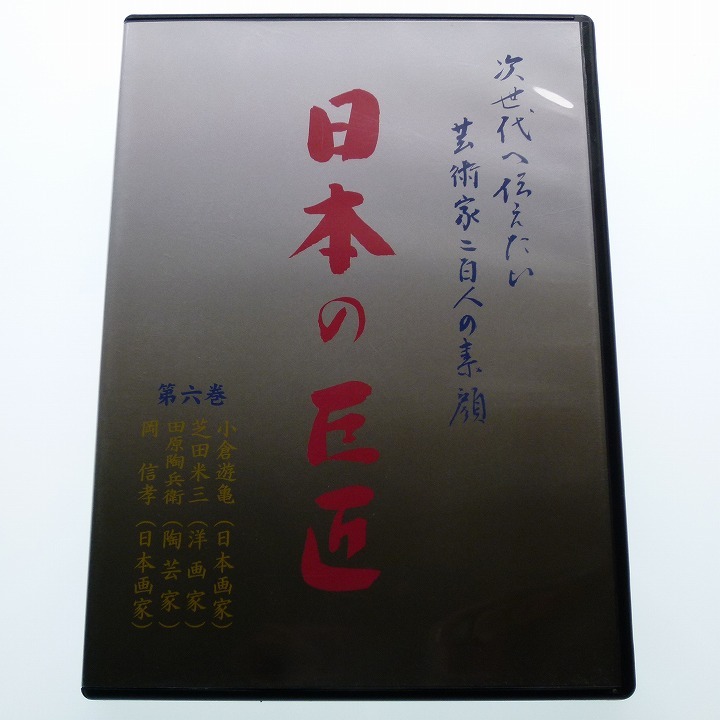 次世代へ伝えたい
芸術家二百人の素顔
日本の巨匠
第六巻
小倉遊亀(日本画家)
芝田米三(洋画家)
田原陶兵衛(陶芸家)
岡 信孝(日本画家)